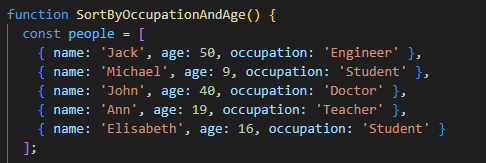 function SortByOccupationAndAge() {
  const people = [
    { name: 'Jack', age: 50, occupation: 'Engineer' },
    { name: 'Michael', age: 9, occupation: 'Student' },
    { name: 'John', age: 40, occupation: 'Doctor' },
    { name: 'Ann', age: 19, occupation: 'Teacher' },
    { name: 'Elisabeth', age: 16, occupation: 'Student' }
  ];